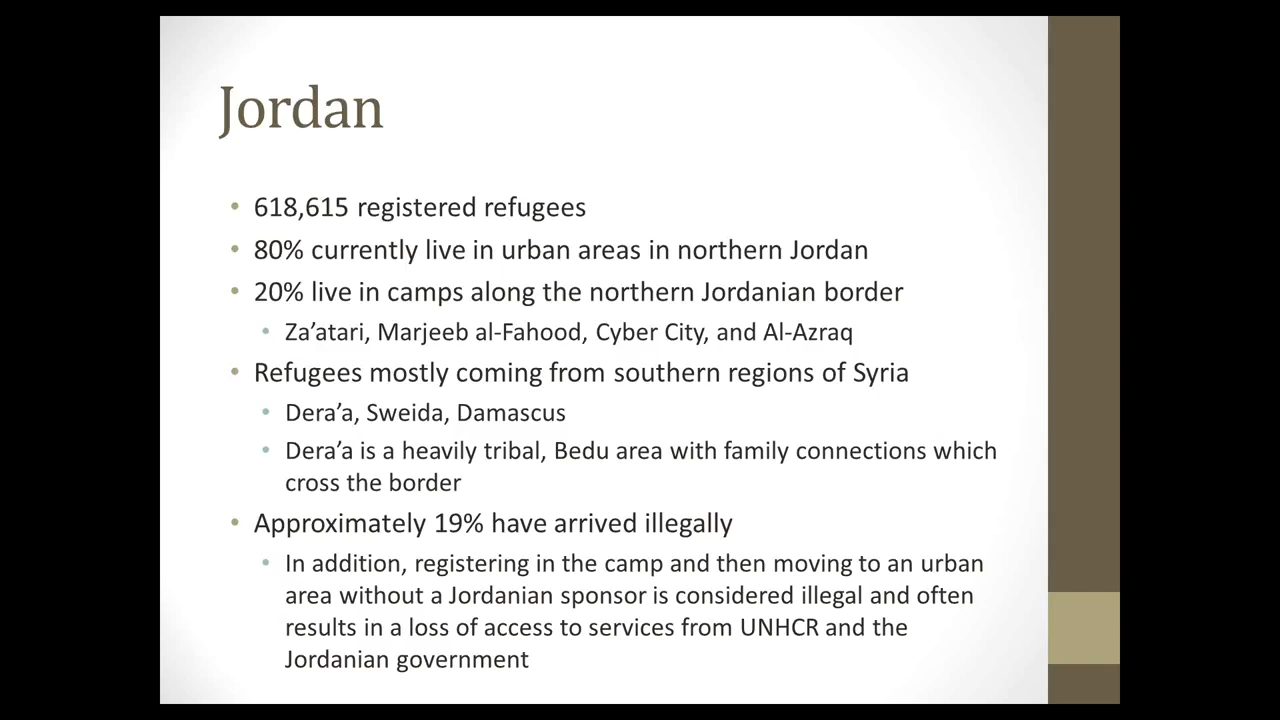 Jordan
• 618,615 registered refugees
• 80% currently live in urban areas in northern Jordan
• 20% live in camps along the northern Jordanian border
• Za’atari, Marjeeb al-Fahood, Cyber City, and Al-Azraq
• Refugees mostly coming from southern regions of Syria
• Dera’a, Sweida, Damascus
• Dera’a is a heavily tribal, Bedu area with family connections which
cross the border
• Approximately 19% have arrived illegally
• In addition, registering in the camp and then moving to an urban
area without a Jordanian sponsor is considered illegal and often
results in a loss of access to services from UNHCR and the
Jordanian government